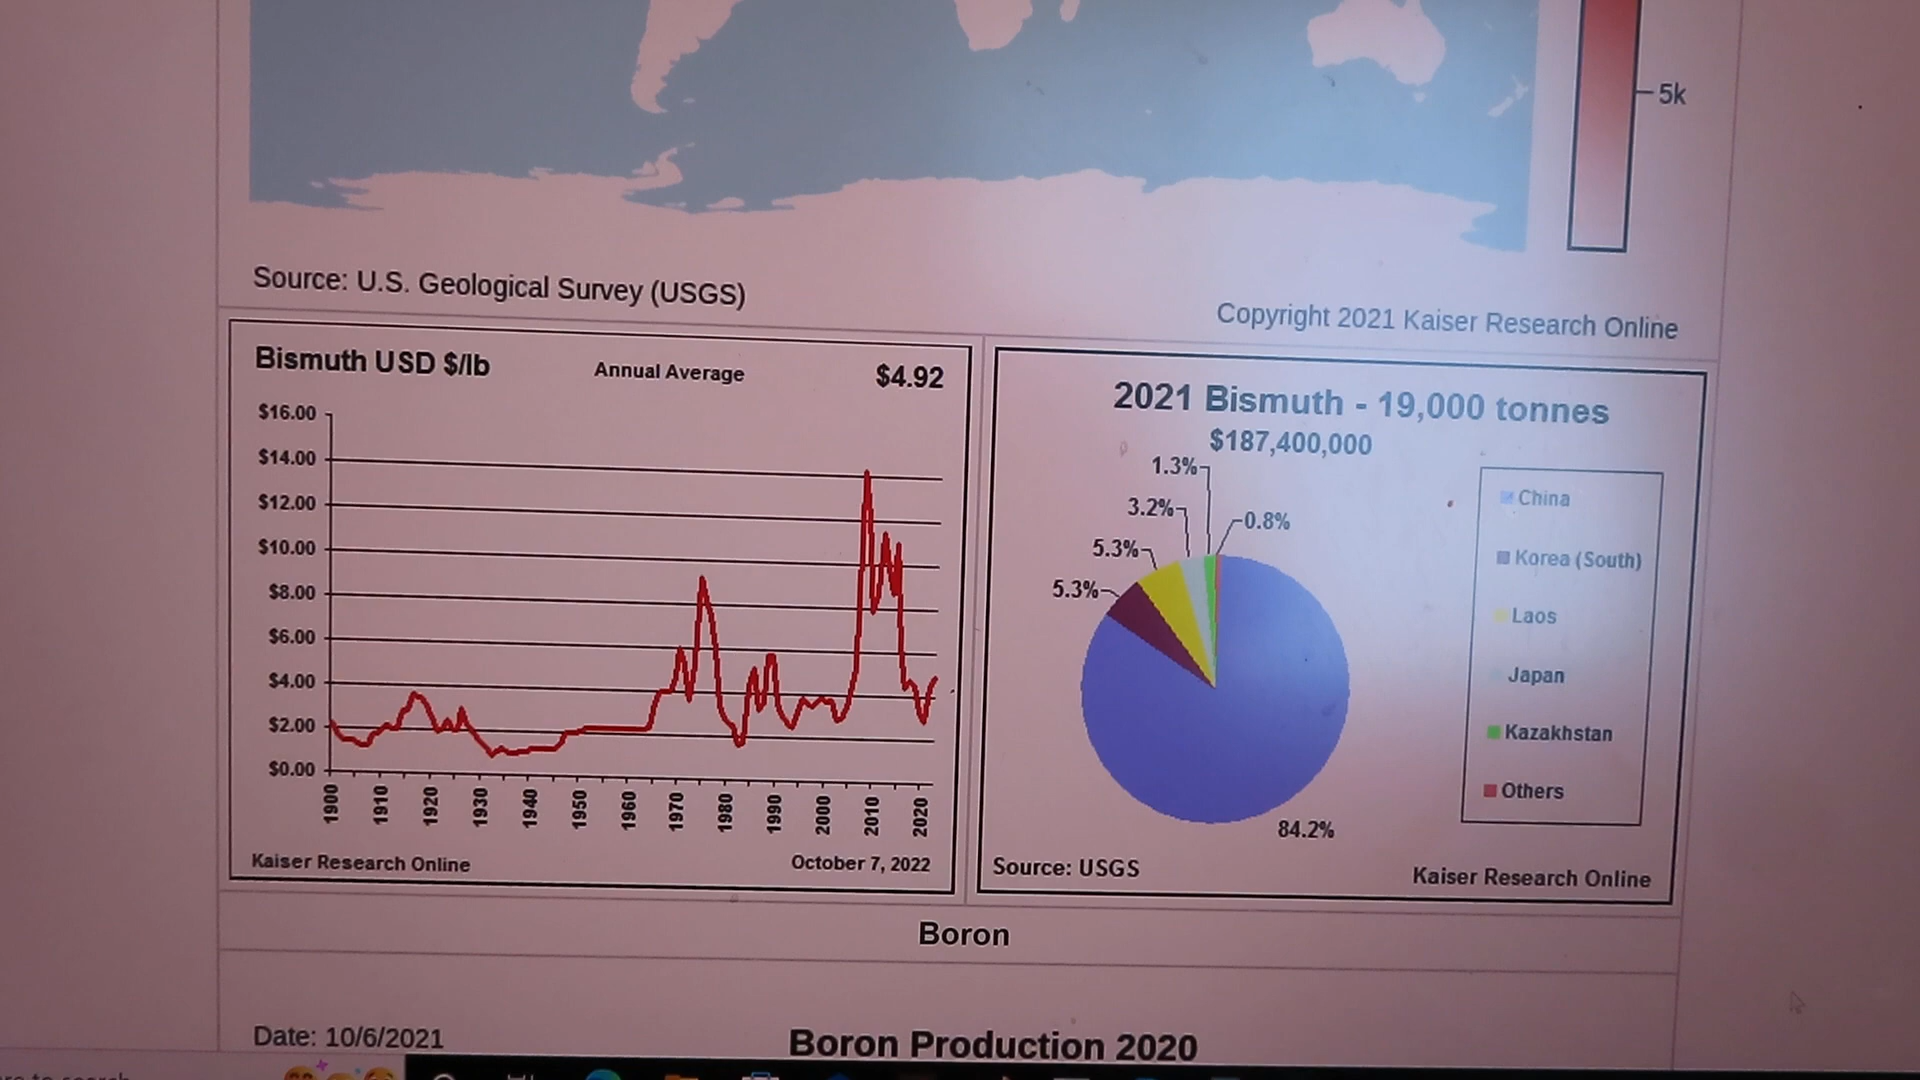 5k
Source: U.S. Geological Survey (USGS)
Copyright 2021 Kaiser Research Online
Bismuth USD $/lb
Annual Average
$4.92
$16.00
$14.00
$12.00
$10.00
$8.00
$6.00
$4.00
$2.00
$0.00
1900
1910
1920
1930
1940
1950
1960
1970
1980
1990
2000
2010
2020
Kaiser Research Online
October 7, 2022
2021 Bismuth - 19,000 tonnes
$187,400,000
1.3%
3.2%
0.8%
5.3%
5.3%
84.2%
China
Korea (South)
Laos
Japan
Kazakhstan
Others
Source: USGS
Kaiser Research Online
Boron
Date: 10/6/2021
Boron Production 2020